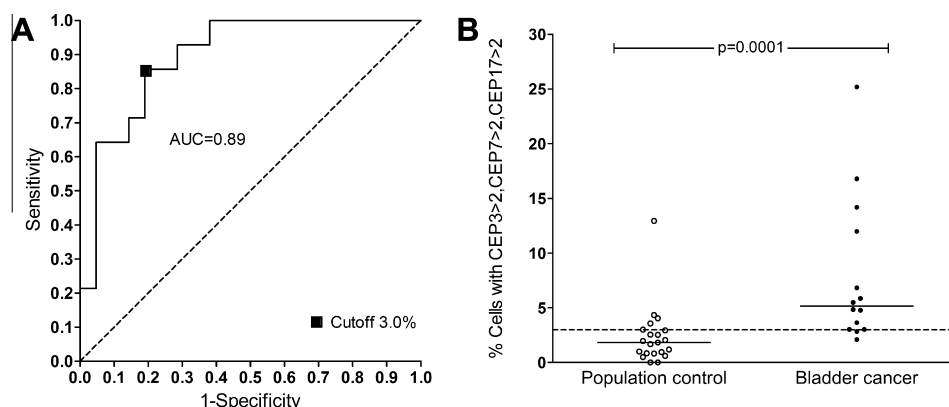 A
1.0
0.9
0.8
0.7
0.6
0.5
0.4
0.3
0.2
0.1
0.0
Sensitivity
AUC=0.89
Cutoff 3.0%
0.0 0.1 0.2 0.3 0.4 0.5 0.6 0.7 0.8 0.9 1.0
1-Specificity
B
30
25
20
15
10
5
0
% Cells with CEP3>2,CEP7>2,CEP17>2
p=0.0001
Population control
Bladder cancer